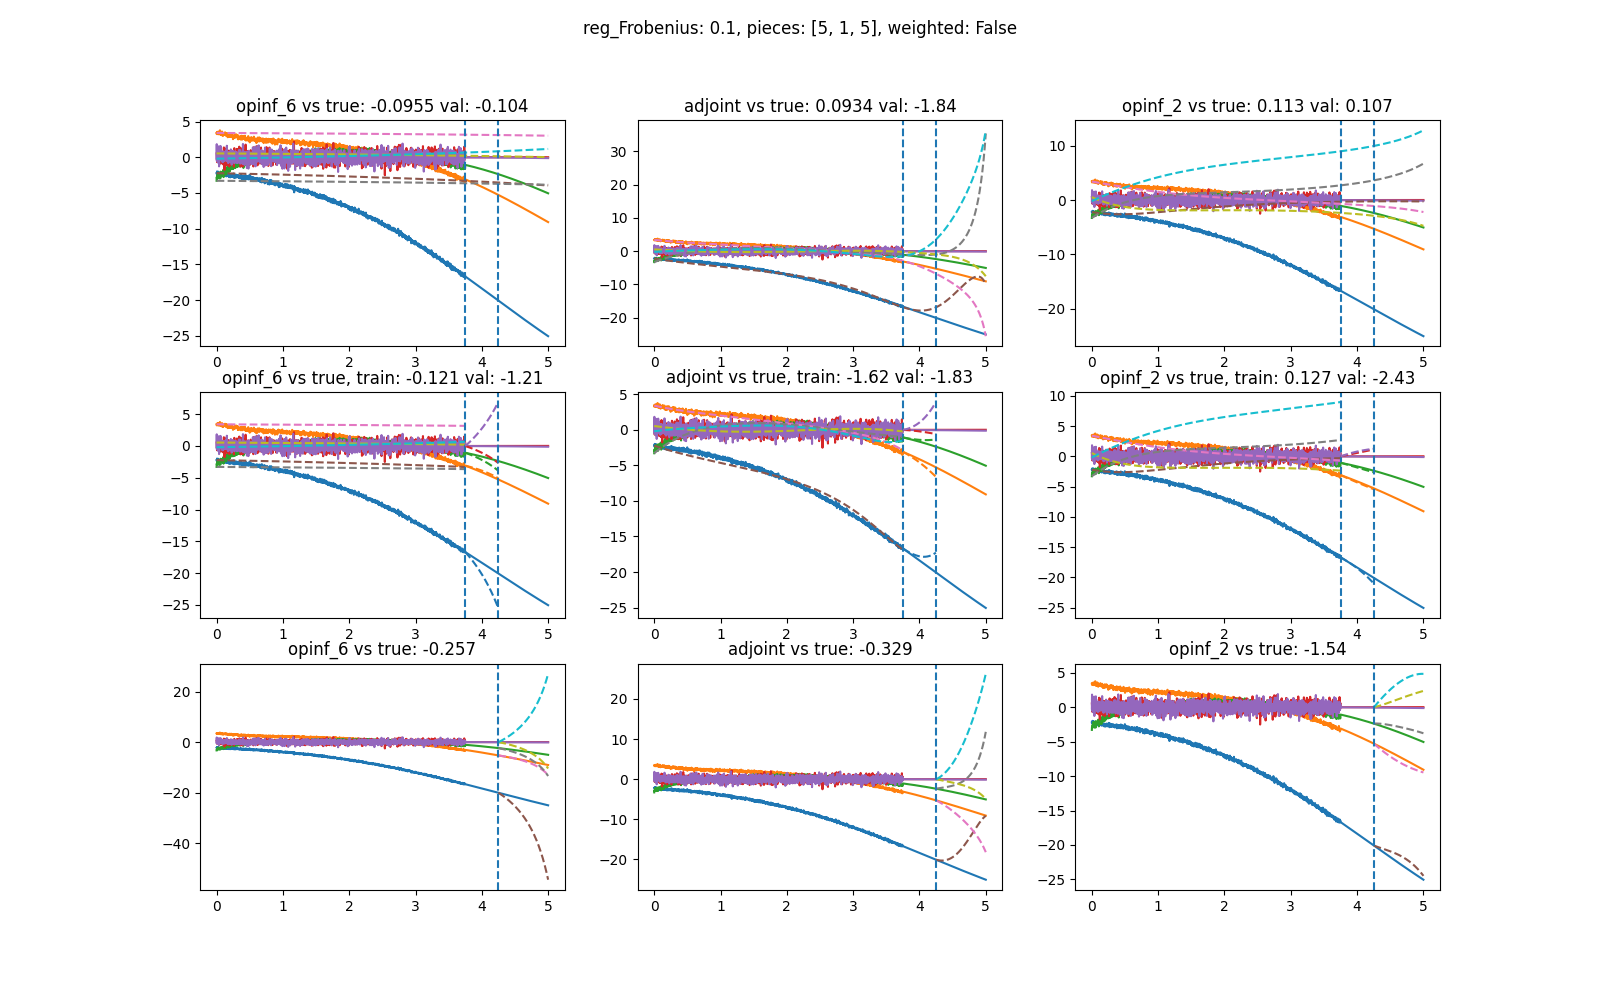 reg_Frobenius: 0.1, pieces: [5, 1, 5], weighted: False
opinf_6 vs true: -0.0955 val: -0.104
5
0
−5
−10
−15
−20
−25
0 1 2 3 4 5
adjoint vs true: 0.0934 val: -1.84
30
20
10
0
−10
−20
0 1 2 3 4 5
opinf_2 vs true: 0.113 val: 0.107
10
0
−10
−20
0 1 2 3 4 5
opinf_6 vs true, train: -0.121 val: -1.21
5
0
−5
−10
−15
−20
−25
0 1 2 3 4 5
adjoint vs true, train: -1.62 val: -1.83
5
0
−5
−10
−15
−20
−25
0 1 2 3 4 5
opinf_2 vs true, train: 0.127 val: -2.43
10
5
0
−5
−10
−15
−20
−25
0 1 2 3 4 5
opinf_6 vs true: -0.257
20
0
−20
−40
0 1 2 3 4 5
adjoint vs true: -0.329
20
10
0
−10
−20
0 1 2 3 4 5
opinf_2 vs true: -1.54
5
0
−5
−10
−15
−20
−25
0 1 2 3 4 5